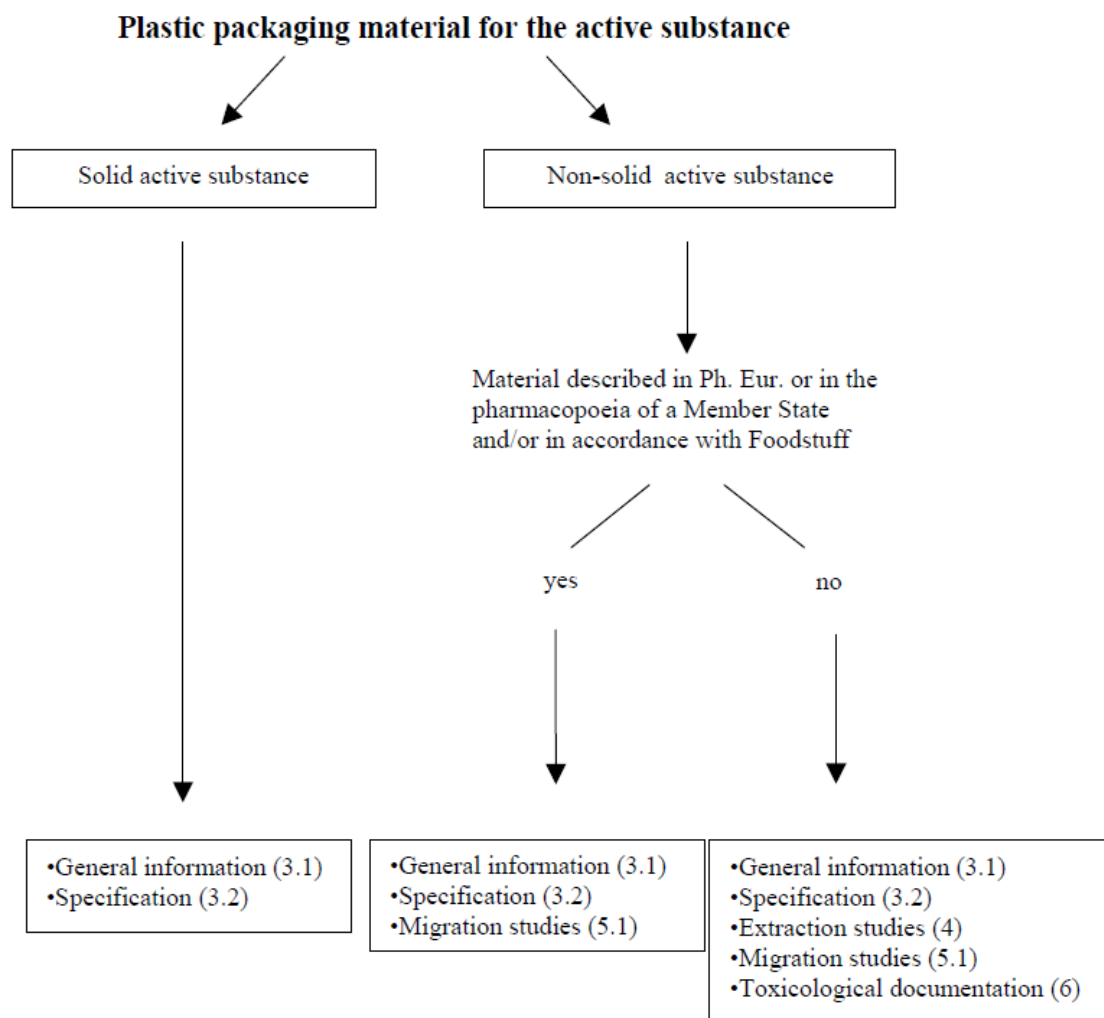 Plastic packaging material for the active substance
Solid active substance
Non-solid active substance
Material described in Ph. Eur. or in the
pharmacopoeia of a Member State
and/or in accordance with Foodstuff
yes
no
•General information (3.1)
•Specification (3.2)
•General information (3.1)
•Specification (3.2)
•Migration studies (5.1)
•General information (3.1)
•Specification (3.2)
•Extraction studies (4)
•Migration studies (5.1)
•Toxicological documentation (6)